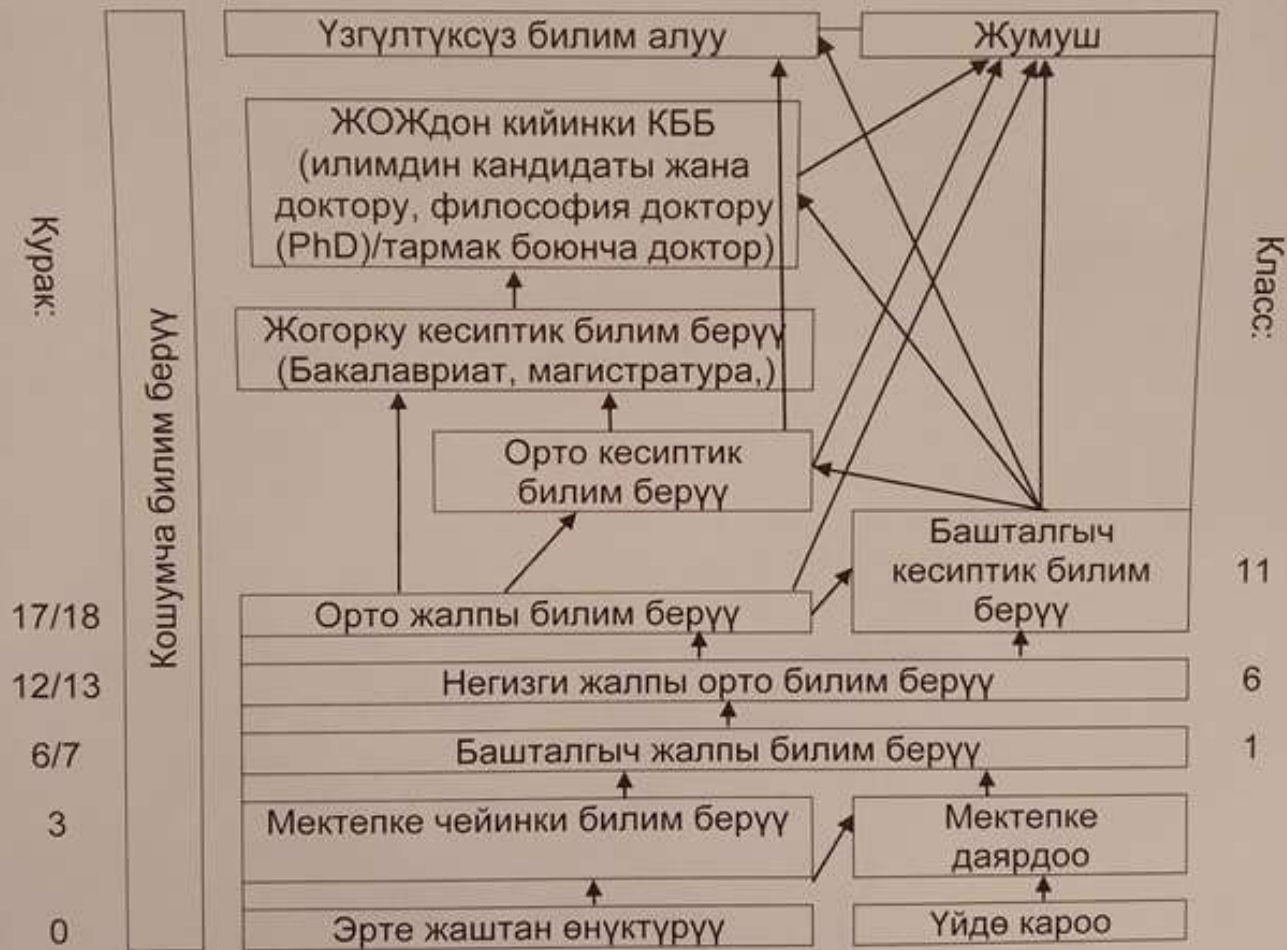 Үзгүлтүксүз билим алуу
Жумуш
ЖОЖдон кийинки КББ
(илимдин кандидаты жана
доктору, философия доктору
(PhD)/тармак боюнча доктор)
Жогорку кесиптик билим берүү
(Бакалавриат, магистратура,)
Орто кесиптик
билим берүү
Башталгыч
кесиптик билим
берүү
Орто жалпы билим берүү
Негизги жалпы орто билим берүү
Башталгыч жалпы билим берүү
Мектепке чейинки билим берүү
Мектепке
даярдоо
Эрте жаштан өнүктүрүү
Үйдө кароо
Кошумча билим берүү
Курак:
17/18
12/13
6/7
3
0
Класс:
11
6
1